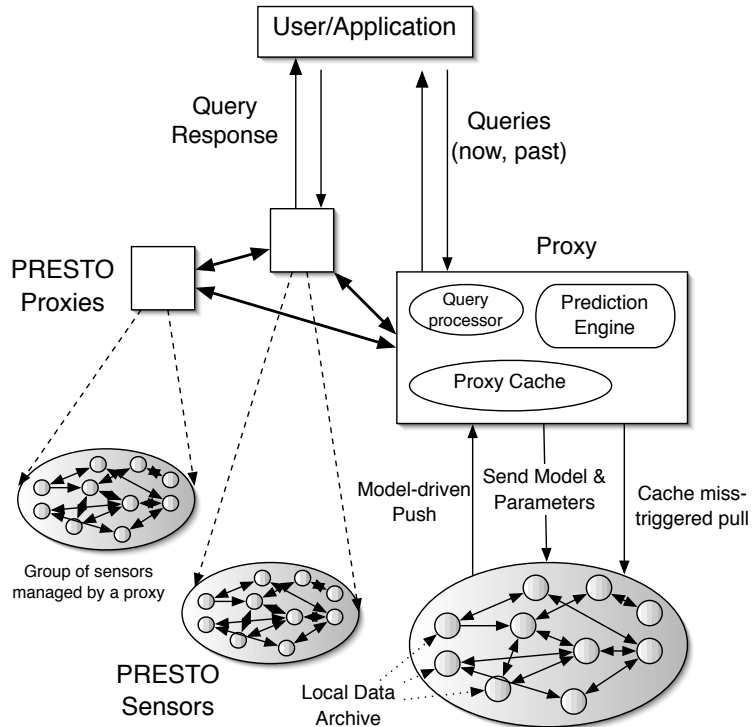 User/Application
Query
Response
Queries
(now, past)
PRESTO
Proxies
Proxy
Query
processor
Prediction
Engine
Proxy Cache
Model-driven
Push
Send Model &
Parameters
Cache miss-
triggered pull
Group of sensors
managed by a proxy
PRESTO
Sensors
Local Data
Archive